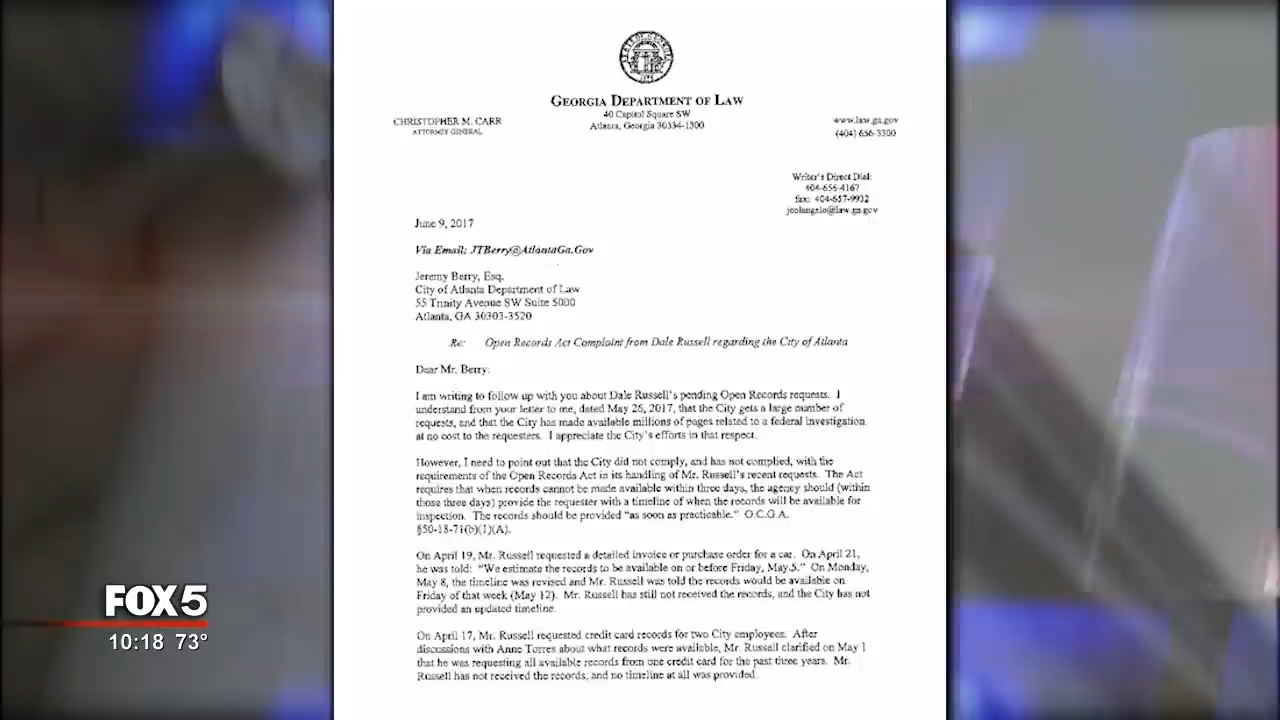 GEORGIA DEPARTMENT OF LAW
40 Capitol Square SW
Atlanta, Georgia 30334-1300
CHRISTOPHER M. CARR
ATTORNEY GENERAL
www.law.ga.gov
(404) 656-3300
Writer's Direct Dial:
404-656-4167
fax: 404-657-9932
jcolangelo@law.ga.gov
June 9, 2017
Via Email: JTBerry@AtlantaGa.Gov
Jeremy Berry, Esq.
City of Atlanta Department of Law
55 Trinity Avenue SW Suite 5000
Atlanta, GA 30303-3520
Re: Open Records Act Complaint from Dale Russell regarding the City of Atlanta
Dear Mr. Berry:
I am writing to follow up with you about Dale Russell's pending Open Records requests. I
understand from your letter to me, dated May 26, 2017, that the City gets a large number of
requests, and that the City has made available millions of pages related to a federal investigation
at no cost to the requesters. I appreciate the City's efforts in that respect.
However, I need to point out that the City did not comply, and has not complied, with the
requirements of the Open Records Act in its handling of Mr. Russell's recent requests. The Act
requires that when records cannot be made available within three days, the agency should (within
those three days) provide the requester with a timeline of when the records will be available for
inspection. The records should be provided "as soon as practicable." O.C.G.A.
§50-18-71(b)(1)(A).
On April 19, Mr. Russell requested a detailed invoice or purchase order for a car. On April 21,
he was told: "We estimate the records to be available on or before Friday, May 5." On Monday,
May 8, the timeline was revised and Mr. Russell was told the records would be available on
Friday of that week (May 12). Mr. Russell has still not received the records, and the City has not
provided an updated timeline.
On April 17, Mr. Russell requested credit card records for two City employees. After
discussions with Anne Torres about what records were available, Mr. Russell clarified on May 1
that he was requesting all available records from one credit card for the past three years. Mr.
Russell has not received the records, and no timeline at all was provided.
FOX 5
10:18 73°